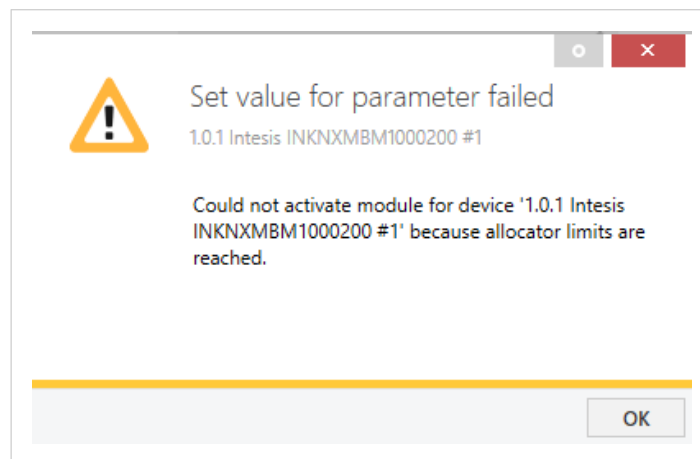 Set value for parameter failed
1.0.1 Intesis INKNXMBM1000200 #1
Could not activate module for device '1.0.1 Intesis
INKNXMBM1000200 #1' because allocator limits are
reached.
OK